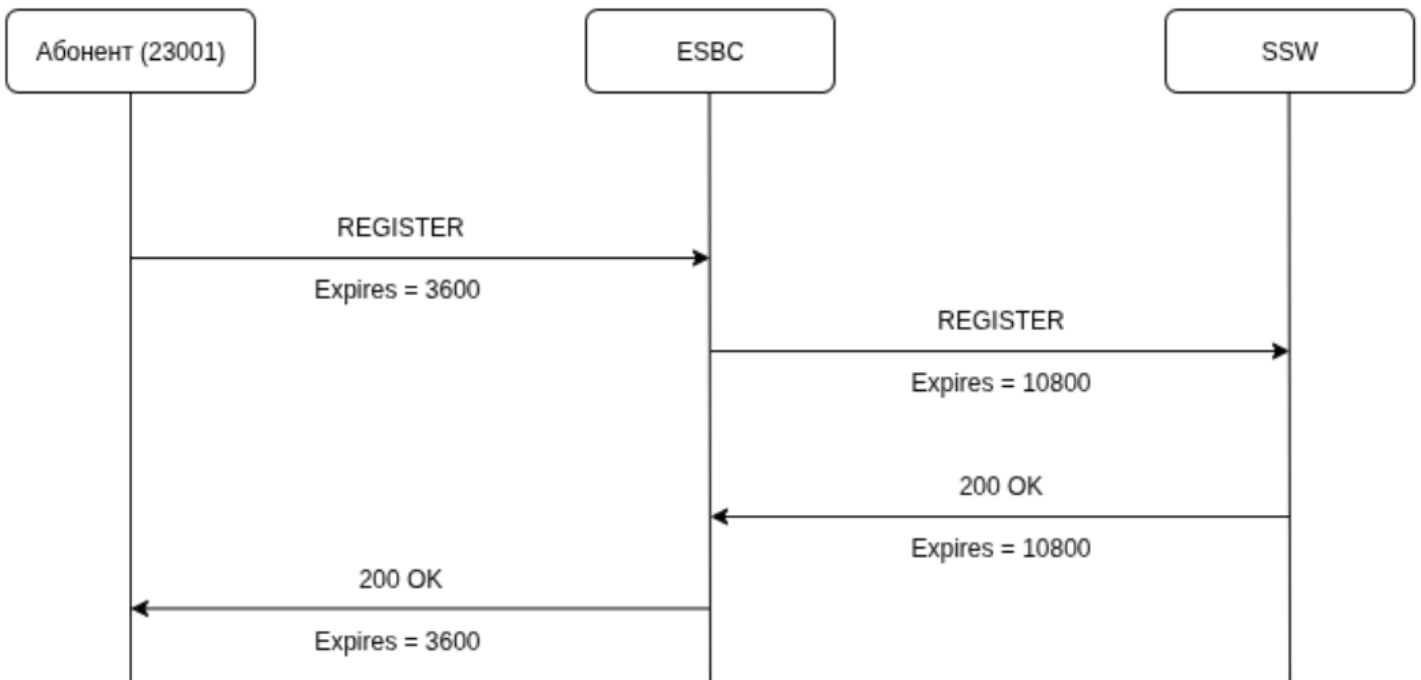 Абонент (23001)
ESBC
SSW
REGISTER
Expires = 3600
REGISTER
Expires = 10800
200 OK
Expires = 10800
200 OK
Expires = 3600